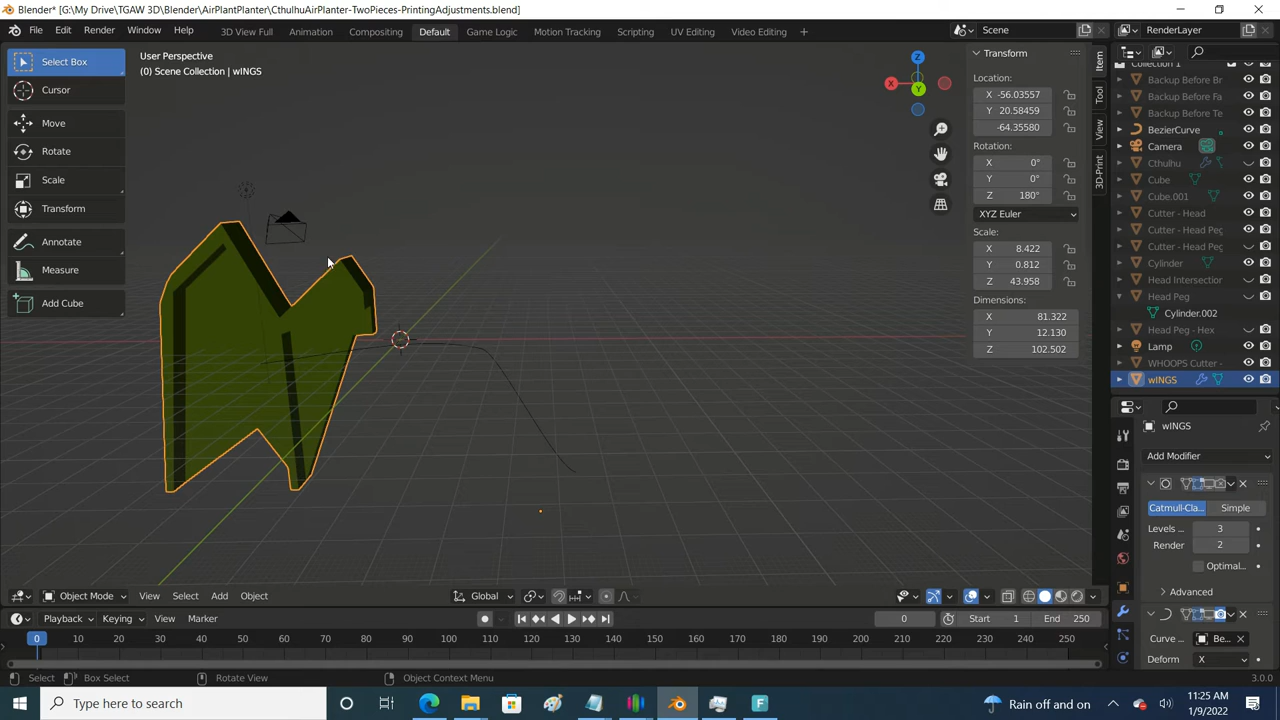 Blender* [G:\My Drive\TGAW 3D\Blender\AirPlantPlanter\CthulhuAirPlanter-TwoPieces-PrintingAdjustments.blend]
File Edit Render Window Help 3D View Full Animation Compositing Default Game Logic Motion Tracking Scripting UV Editing Video Editing + Scene RenderLayer
Select Box
Cursor
Move
Rotate
Scale
Transform
Annotate
Measure
Add Cube
User Perspective
(0) Scene Collection | wINGS
Z
X
Y
Transform
Location:
X -56.03557
Y 20.58459
-64.35580
Rotation:
X 0°
Y 0°
Z 180°
XYZ Euler
Scale:
X 8.422
Y 0.812
Z 43.958
Dimensions:
X 81.322
Y 12.130
Z 102.502
Item
Tool
View
3D-Print
Collection 1
Backup Before Br
Backup Before Fa
Backup Before Te
BezierCurve
Camera
Cthulhu
Cube
Cube.001
Cutter - Head
Cutter - Head Peg
Cutter - Head Peg
Cylinder
Head Intersection
Head Peg
Cylinder.002
Head Peg - Hex
Lamp
WHOOPS Cutter -
wINGS
wINGS
Add Modifier
Catmull-Cla... Simple
Levels ... 3
Render 2
Optimal...
Advanced
Curve ... Be...
Deform X
Object Mode View Select Add Object Global
Playback Keying View Marker 0 Start 1 End 250
0 10 20 30 40 50 60 70 80 90 100 110 120 130 140 150 160 170 180 190 200 210 220 230 240 250
Select Box Select Rotate View Object Context Menu 3.0.0
Type here to search
Rain off and on
11:25 AM
1/9/2022